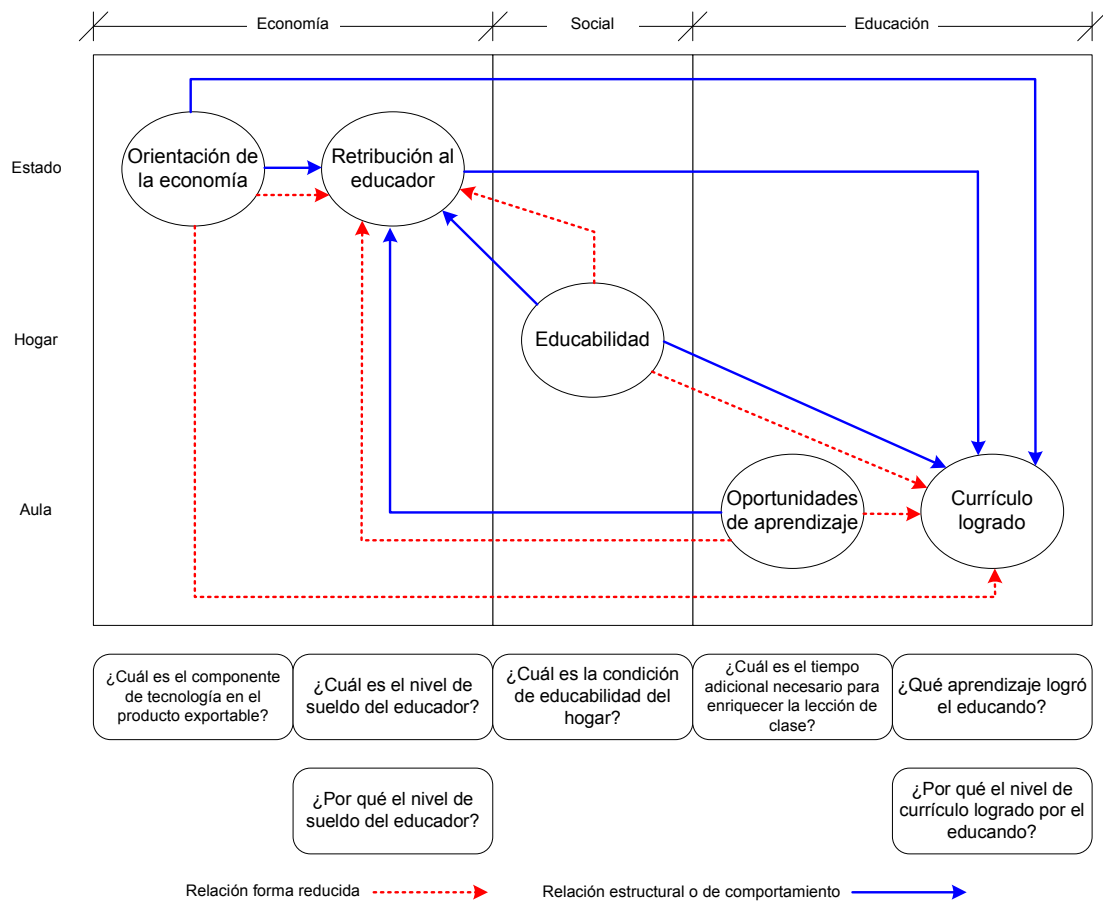 Economía
Social
Educación
Estado
Orientación de
la economía
Retribución al
educador
Hogar
Educabilidad
Aula
Oportunidades
de aprendizaje
Currículo
logrado
¿Cuál es el componente
de tecnología en el
producto exportable?
¿Cuál es el nivel de
sueldo del educador?
¿Cuál es la condición
de educabilidad del
hogar?
¿Cuál es el tiempo
adicional necesario para
enriquecer la lección de
clase?
¿Qué aprendizaje logró
el educando?
¿Por qué el nivel de
sueldo del educador?
¿Por qué el nivel de
currículo logrado por el
educando?
Relación forma reducida
Relación estructural o de comportamiento